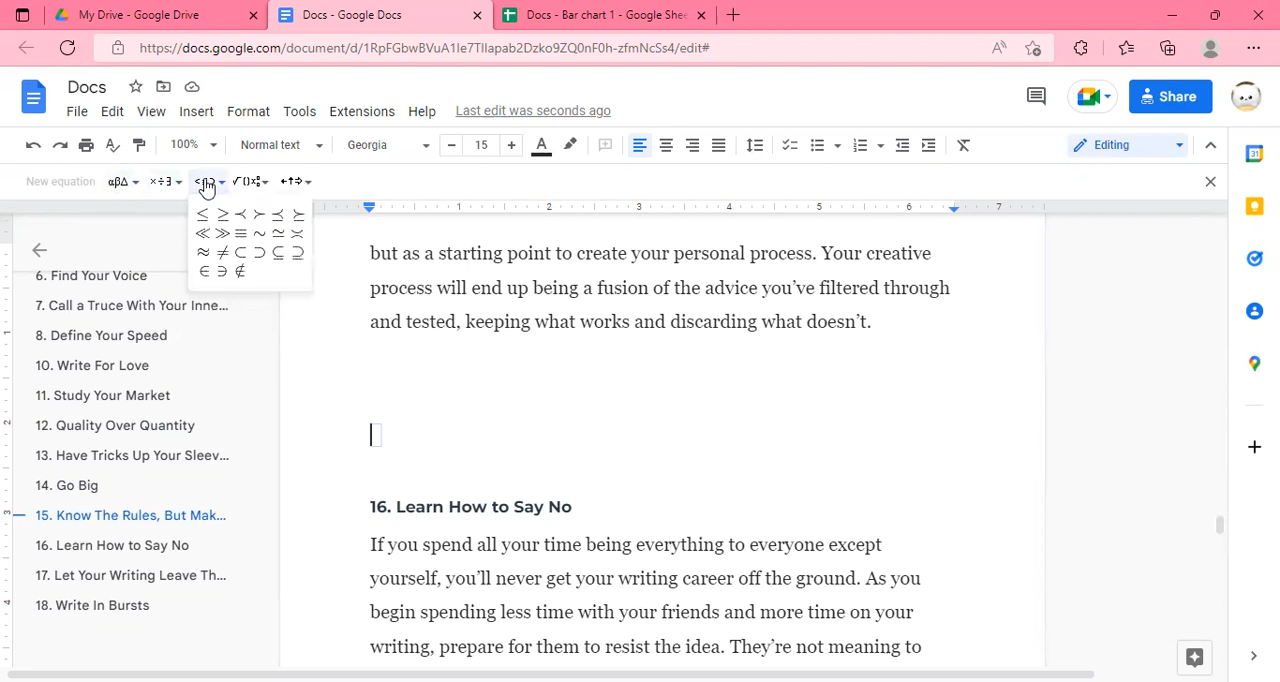 My Drive - Google Drive
Docs - Google Docs
Docs - Bar chart 1 - Google Shee
https://docs.google.com/document/d/1RpFGbwBVuA1Ie7TIIapab2Dzko9ZQ0nF0h-zfmNcSs4/edit#
Docs
File Edit View Insert Format Tools Extensions Help Last edit was seconds ago
Share
100% Normal text Georgia 15 Editing
New equation αβΔ ×÷∃ √()x ←↑⇒
≤ ≥ ≺ ≻ ⪯ ⪰
≪ ≫ ≡ ∼ ≃ ≍
≈ ≠ ⊂ ⊃ ⊆ ⊇
∈ ∋ ∉
1 2 3 4 5 6 7
6. Find Your Voice
7. Call a Truce With Your Inne...
8. Define Your Speed
10. Write For Love
11. Study Your Market
12. Quality Over Quantity
13. Have Tricks Up Your Sleev...
14. Go Big
15. Know The Rules, But Mak...
16. Learn How to Say No
17. Let Your Writing Leave Th...
18. Write In Bursts
but as a starting point to create your personal process. Your creative
process will end up being a fusion of the advice you’ve filtered through
and tested, keeping what works and discarding what doesn’t.
16. Learn How to Say No
If you spend all your time being everything to everyone except
yourself, you’ll never get your writing career off the ground. As you
begin spending less time with your friends and more time on your
writing, prepare for them to resist the idea. They’re not meaning to